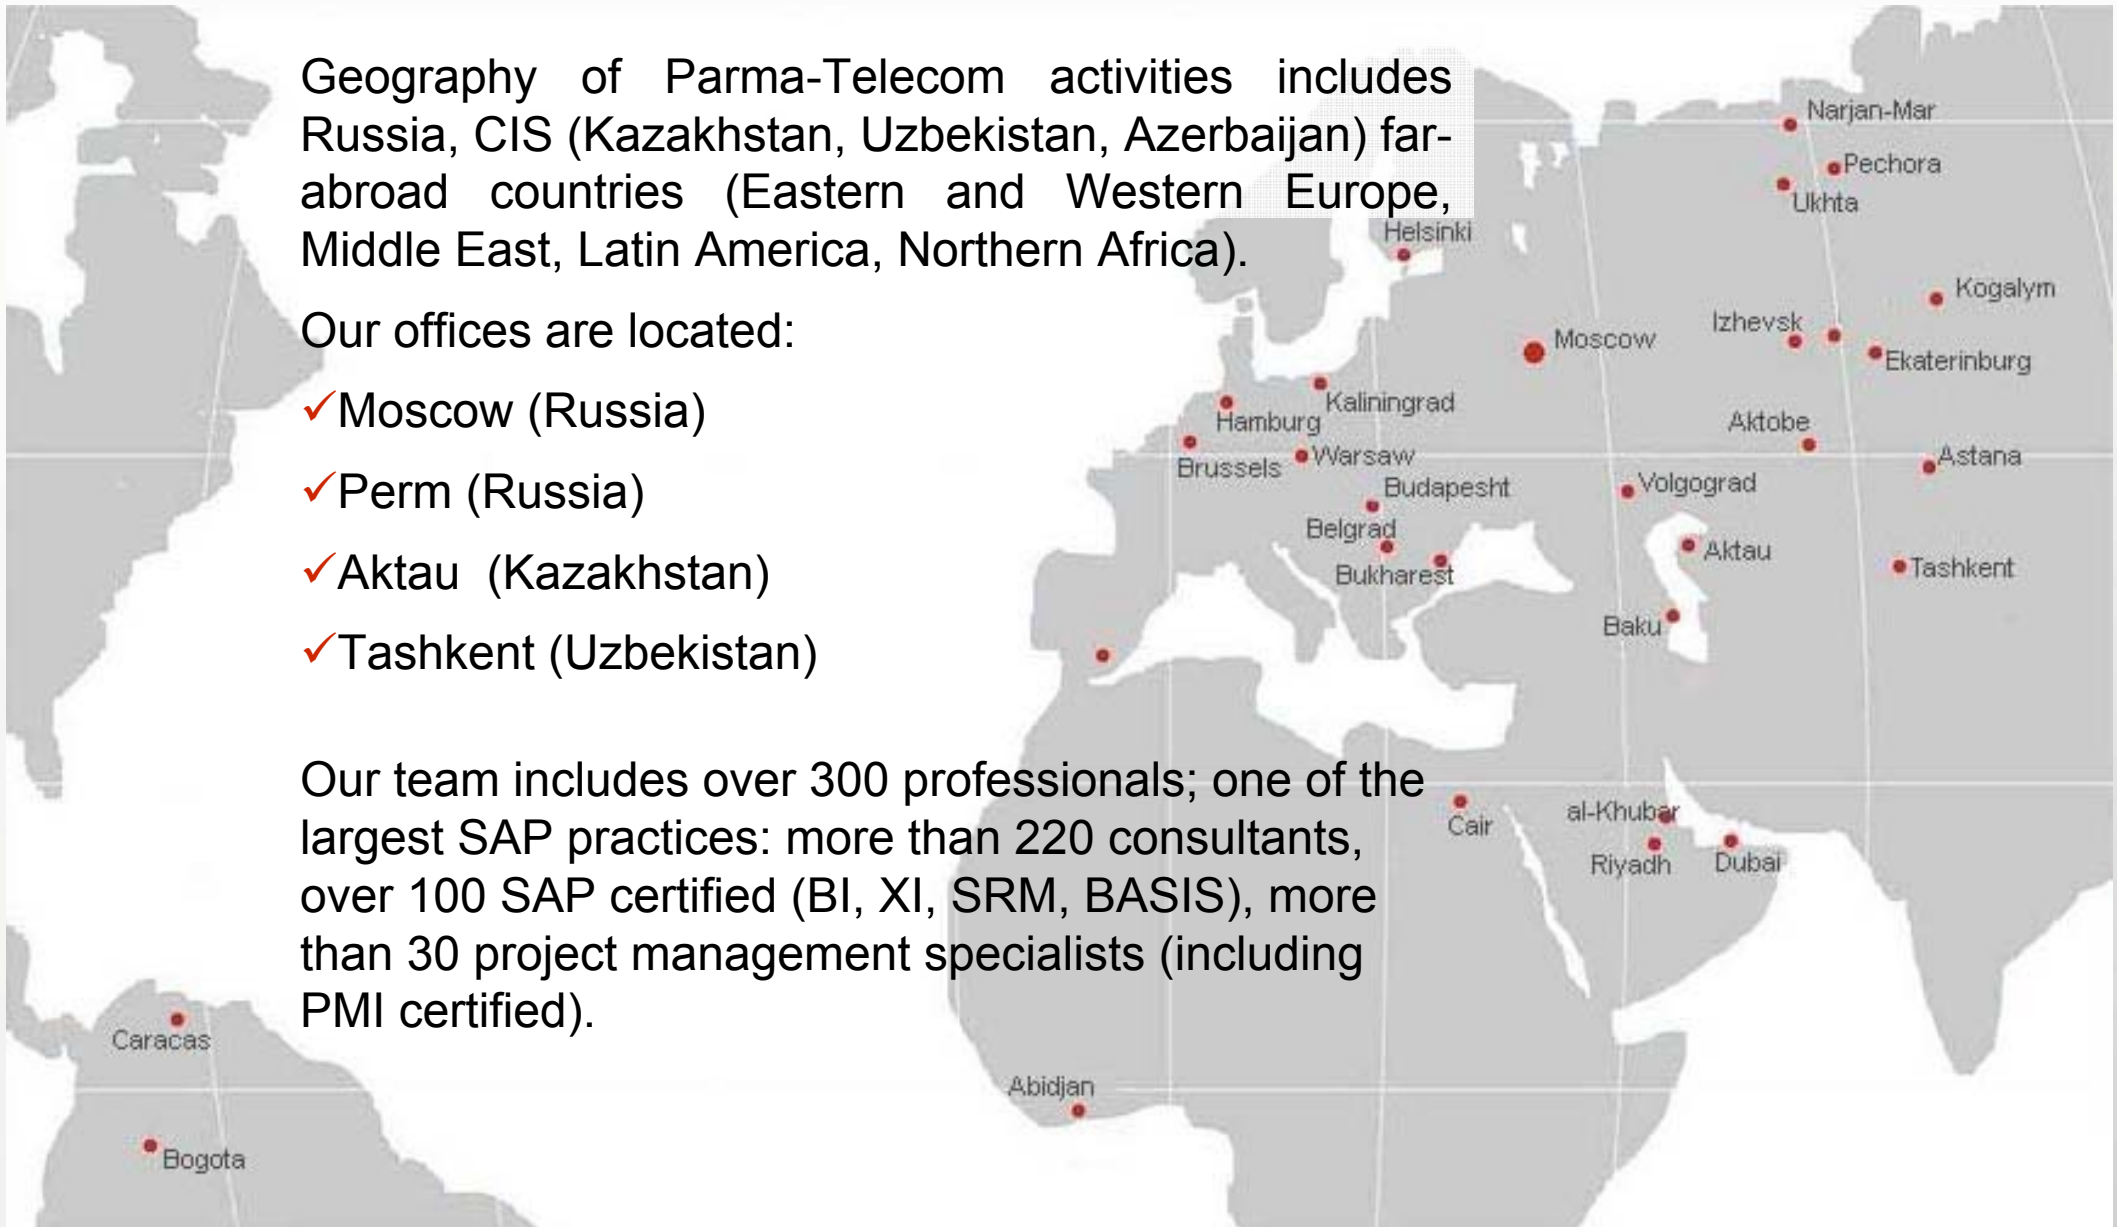 Geography of Parma-Telecom activities includes
Russia, CIS (Kazakhstan, Uzbekistan, Azerbaijan) far-
abroad countries (Eastern and Western Europe,
Middle East, Latin America, Northern Africa).
Our offices are located:
✓Moscow (Russia)
✓Perm (Russia)
✓Aktau (Kazakhstan)
✓Tashkent (Uzbekistan)
Our team includes over 300 professionals; one of the
largest SAP practices: more than 220 consultants,
over 100 SAP certified (BI, XI, SRM, BASIS), more
than 30 project management specialists (including
PMI certified).
Narjan-Mar
Pechora
Ukhta
Helsinki
Kogalym
Izhevsk
Moscow
Ekaterinburg
Kaliningrad
Hamburg
Aktobe
Warsaw
Brussels
Astana
Budapesht
Volgograd
Belgrad
Aktau
Bukharest
Tashkent
Baku
al-Khubar
Cair
Riyadh
Dubai
Caracas
Abidjan
Bogota